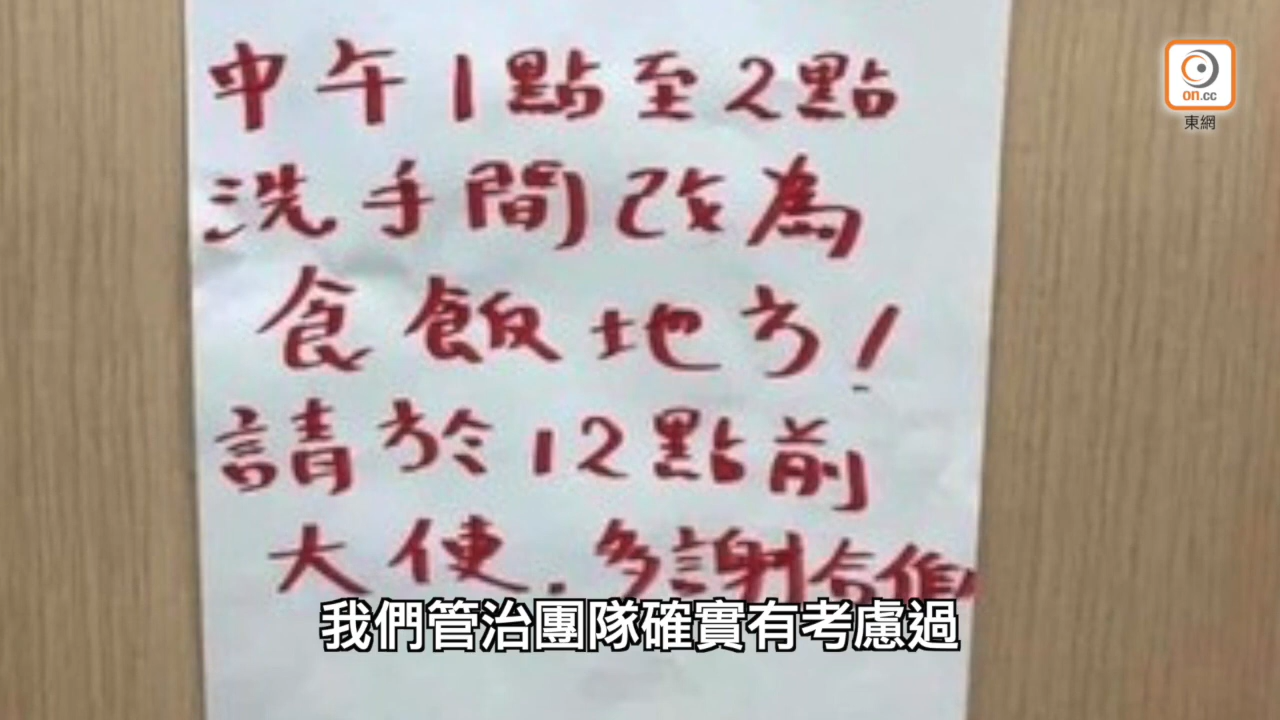 中午1點至2點
洗手間改為
食飯地方!
請於12點前
大便.多謝合作
我們管治團隊確實有考慮過
on.cc
東網